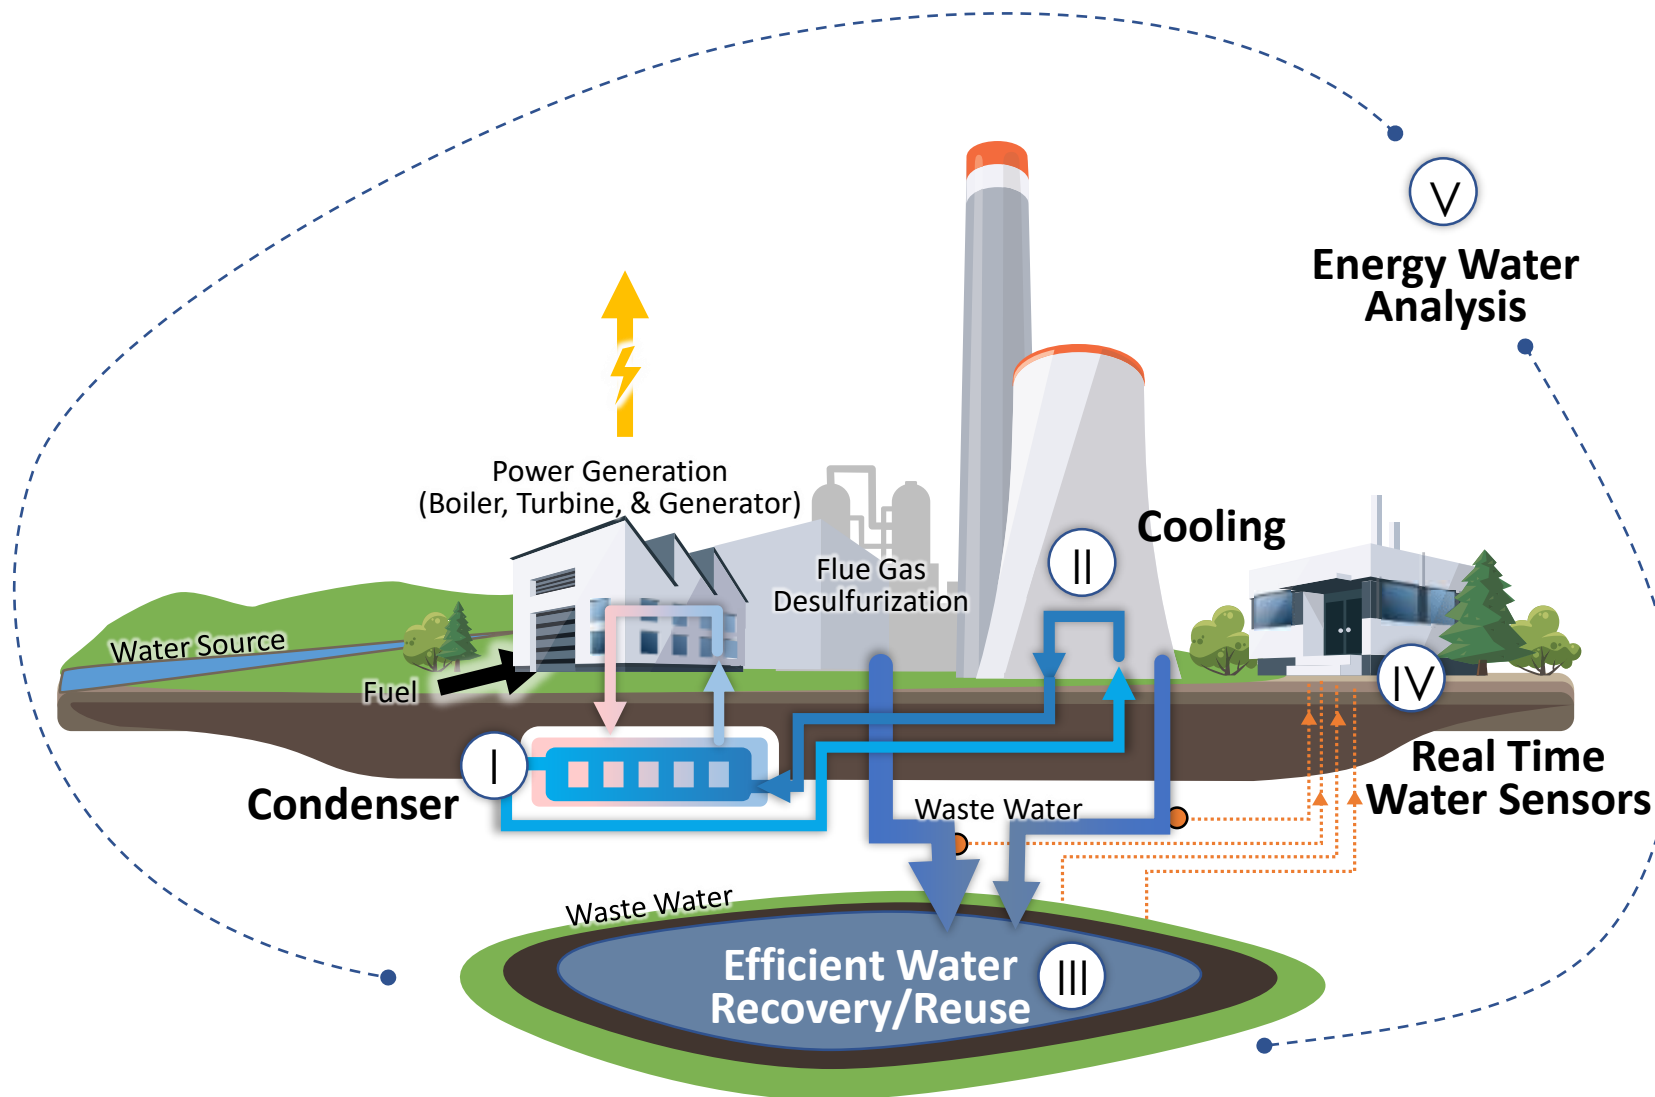 V
Energy Water
Analysis
Power Generation
(Boiler, Turbine, & Generator)
Cooling
II
Flue Gas
Desulfurization
Water Source
Fuel
IV
I
Condenser
Real Time
Water Sensors
Waste Water
Waste Water
Efficient Water
Recovery/Reuse
III